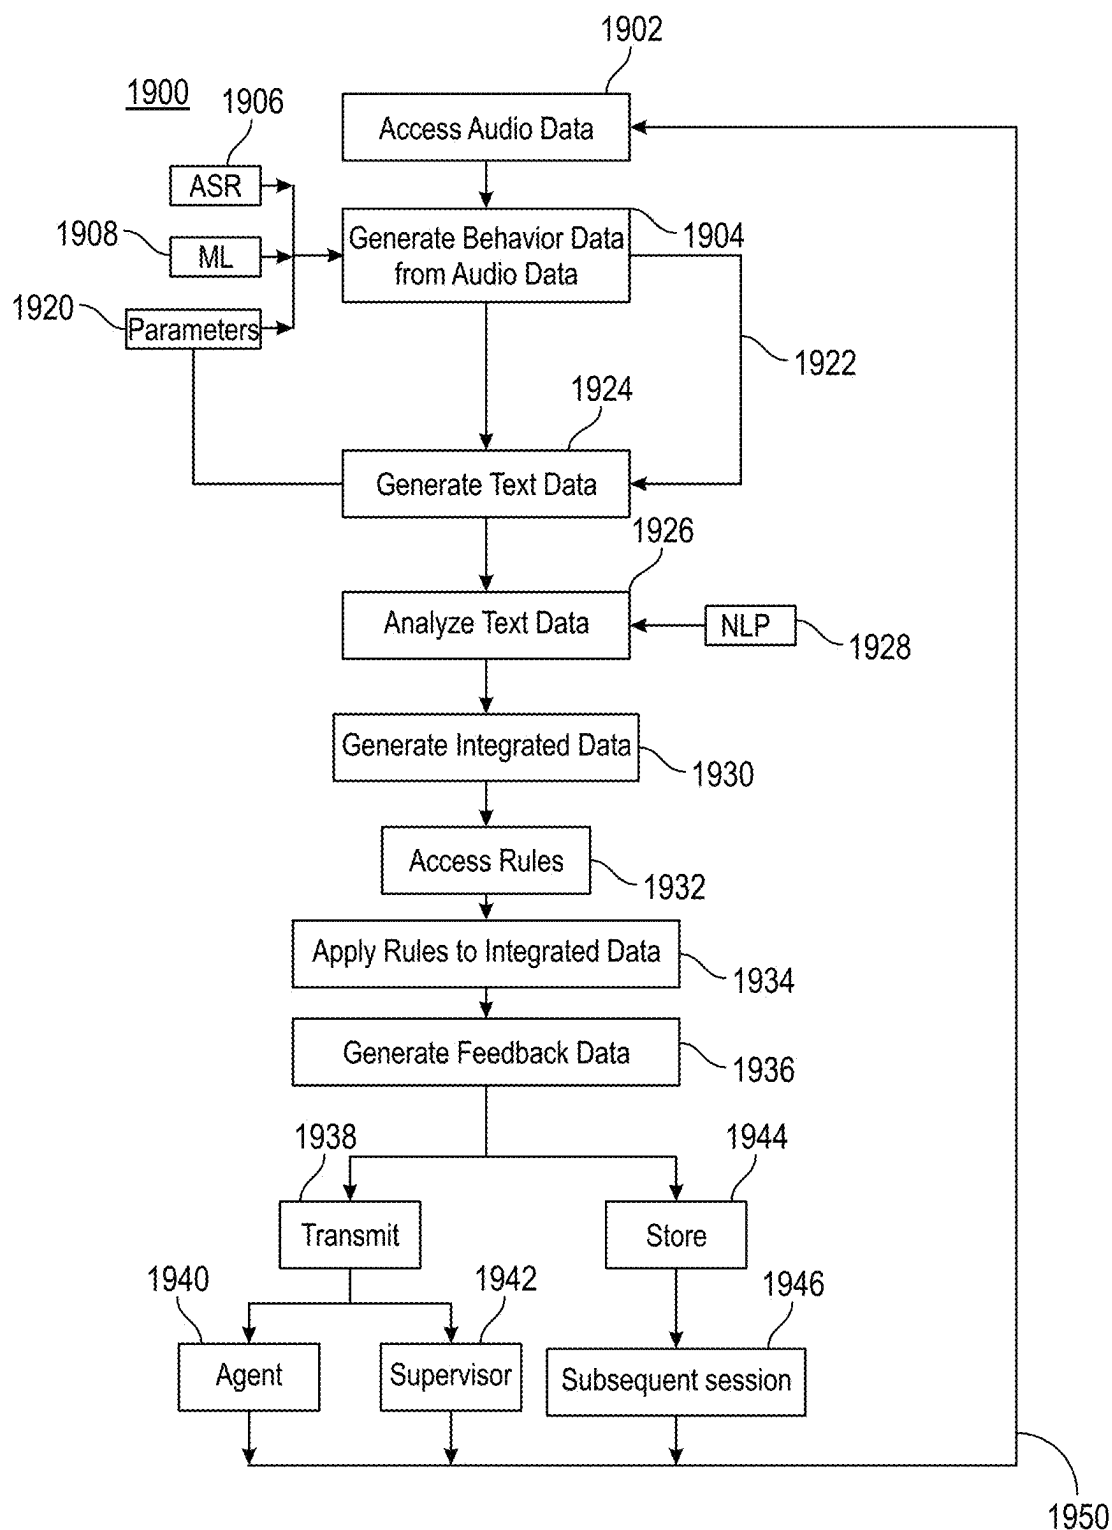 1902
1900
1906
Access Audio Data
ASR
1908
ML
Generate Behavior Data
from Audio Data
1904
1920
Parameters
1922
1924
Generate Text Data
1926
Analyze Text Data
NLP
1928
Generate Integrated Data
1930
Access Rules
1932
Apply Rules to Integrated Data
1934
Generate Feedback Data
1936
1938
1944
Transmit
Store
1940
1942
1946
Agent
Supervisor
Subsequent session
1950